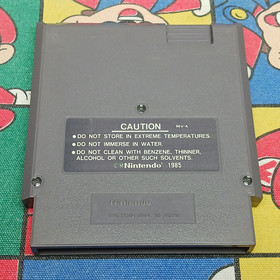 CAUTION REV-A
• DO NOT STORE IN EXTREME TEMPERATURES.
• DO NOT IMMERSE IN WATER.
• DO NOT CLEAN WITH BENZENE, THINNER,
ALCOHOL OR OTHER SUCH SOLVENTS.
© Nintendo 1985
Nintendo